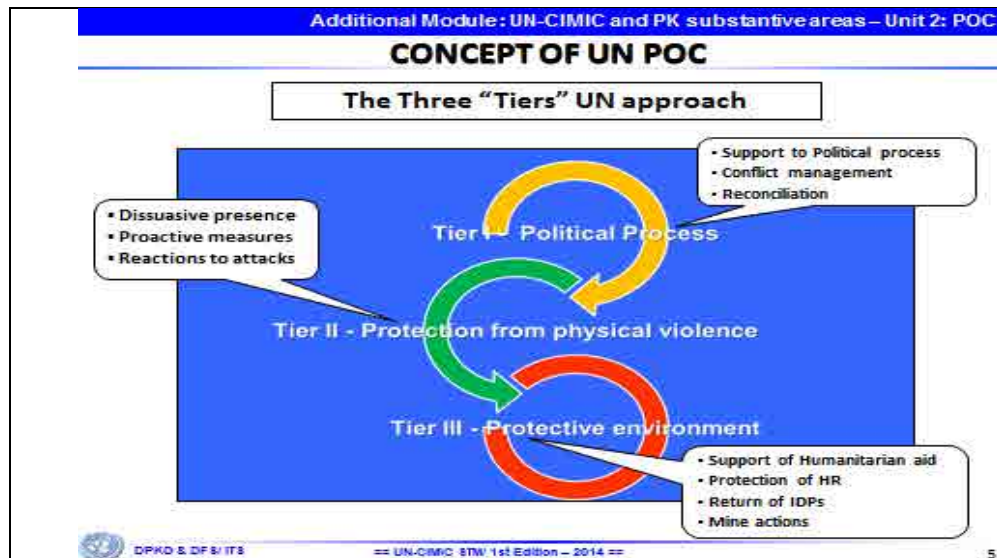 Additional Module: UN-CIMIC and PK substantive areas – Unit 2: POC
CONCEPT OF UN POC
The Three “Tiers” UN approach
▪ Support to Political process
▪ Conflict management
▪ Reconciliation
▪ Dissuasive presence
▪ Proactive measures
▪ Reactions to attacks
Tier I - Political Process
Tier II - Protection from physical violence
Tier III - Protective environment
▪ Support of Humanitarian aid
▪ Protection of HR
▪ Return of IDPs
▪ Mine actions
DPKO & DFS/ ITS
== UN-CIMIC STM 1st Edition – 2014 ==
5